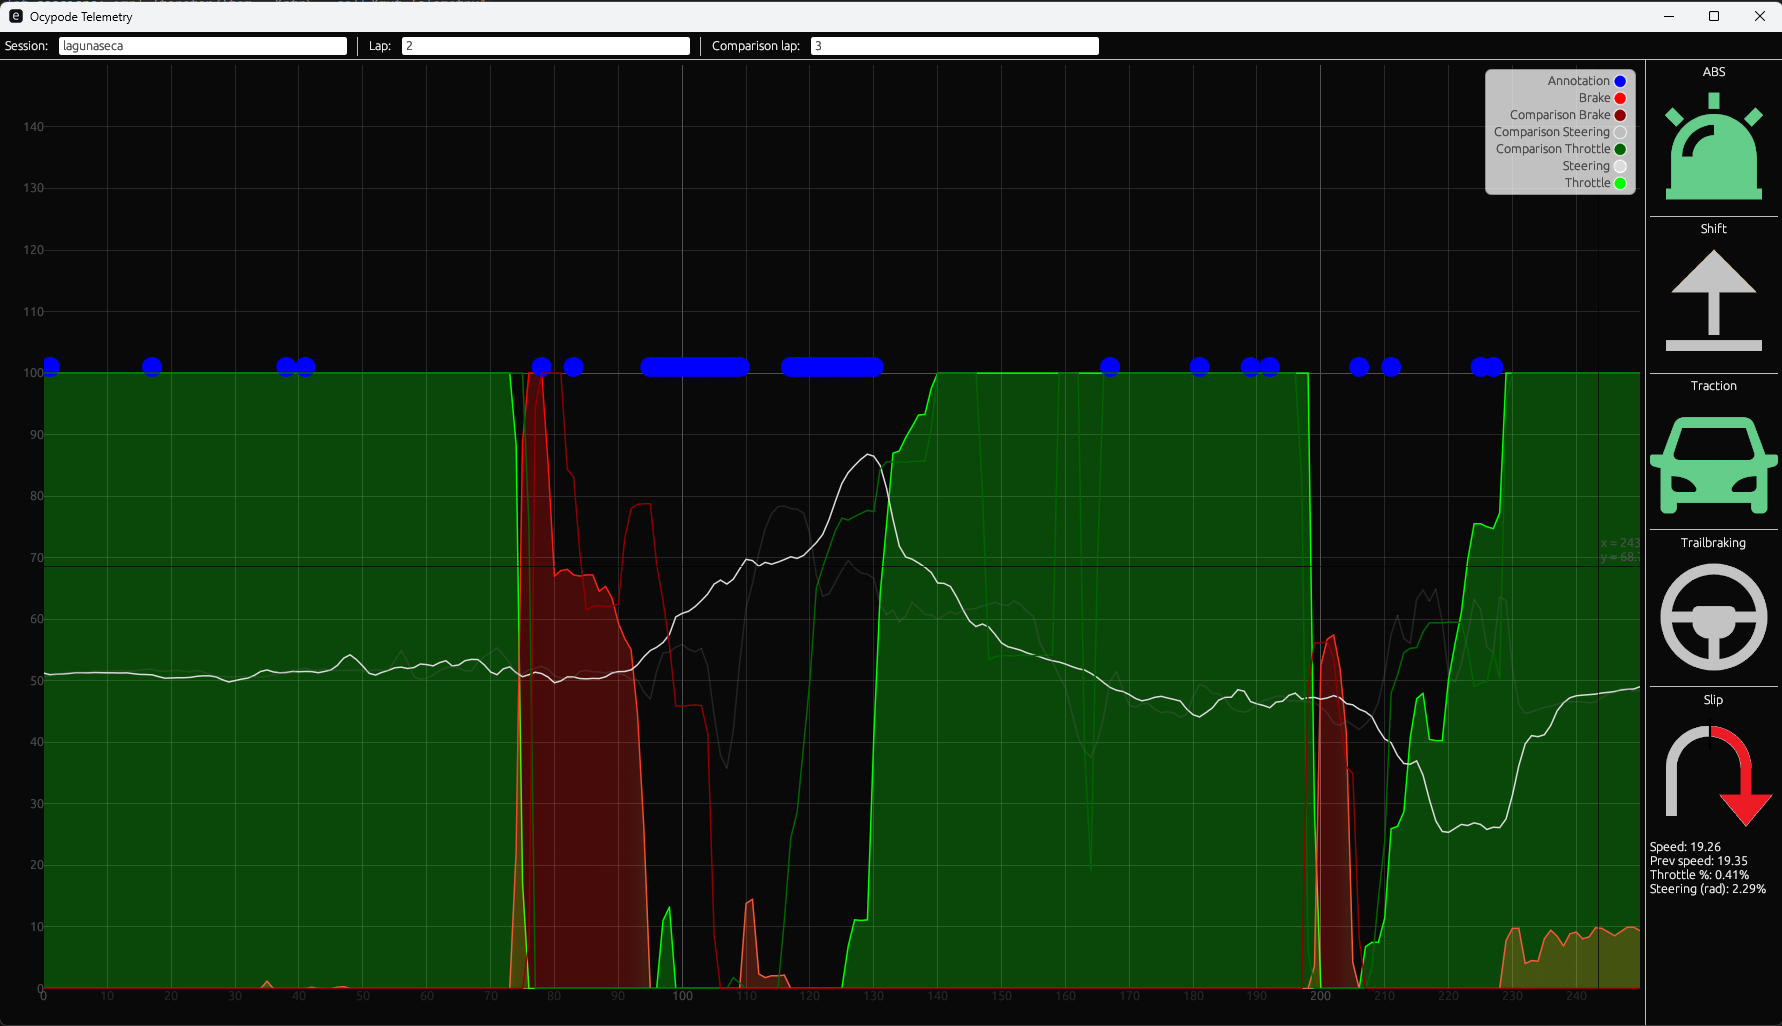 Ocypode Telemetry
Session: lagunaseca Lap: 2 Comparison lap: 3
Annotation
Brake
Comparison Brake
Comparison Steering
Comparison Throttle
Steering
Throttle
140
130
120
110
100
90
80
70
60
50
40
30
20
10
0
0 10 20 30 40 50 60 70 80 90 100 110 120 130 140 150 160 170 180 190 200 210 220 230 240
x = 243
y = 68.
ABS
Shift
Traction
Trailbraking
Slip
Speed: 19.26
Prev speed: 19.35
Throttle %: 0.41%
Steering (rad): 2.29%